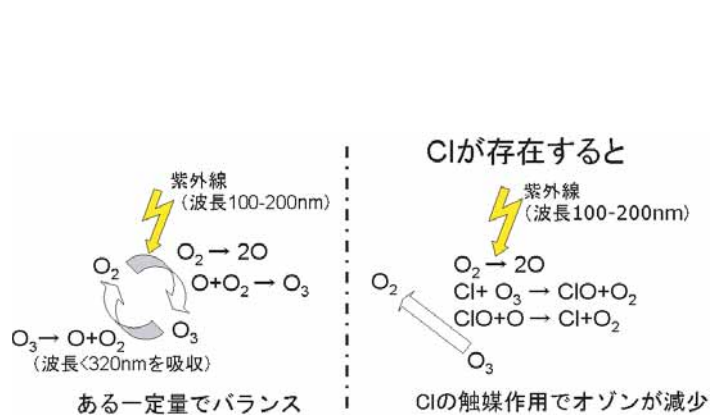 紫外線
(波長100-200nm)
O₂→2O
O+O₂→O₃
O₂
O₃
O₃→O+O₂
(波長<320nmを吸収)
ある一定量でバランス
Clが存在すると
紫外線
(波長100-200nm)
O₂→2O
Cl+ O₃→ClO+O₂
ClO+O→Cl+O₂
O₂
O₃
Clの触媒作用でオゾンが減少